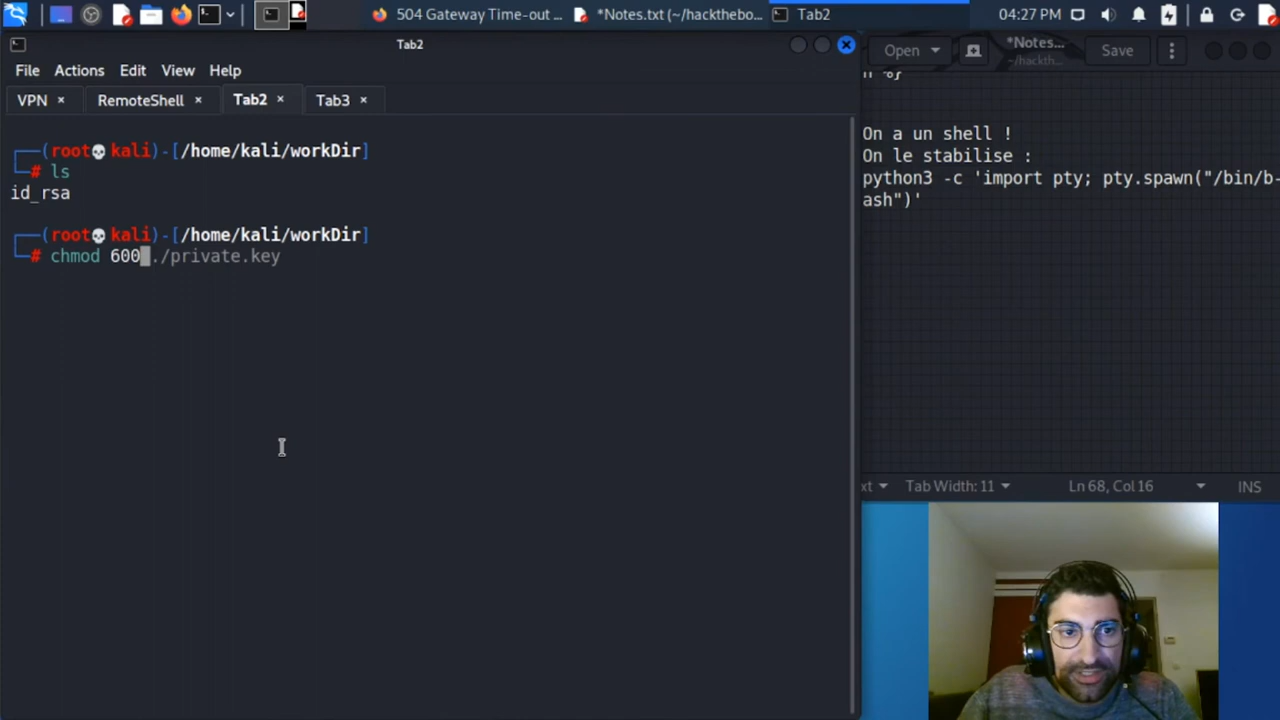 504 Gateway Time-out ...
*Notes.txt (~/hackthebo...
Tab2
04:27 PM
Tab2
File Actions Edit View Help
VPN × RemoteShell × Tab2 × Tab3 ×
┌──(root💀kali)-[/home/kali/workDir]
└─# ls
id_rsa
┌──(root💀kali)-[/home/kali/workDir]
└─# chmod 600 ./private.key
Open
*Notes...
~/hackth...
Save
On a un shell !
On le stabilise :
python3 -c 'import pty; pty.spawn("/bin/b-
ash")'
xt Tab Width: 11 Ln 68, Col 16 INS